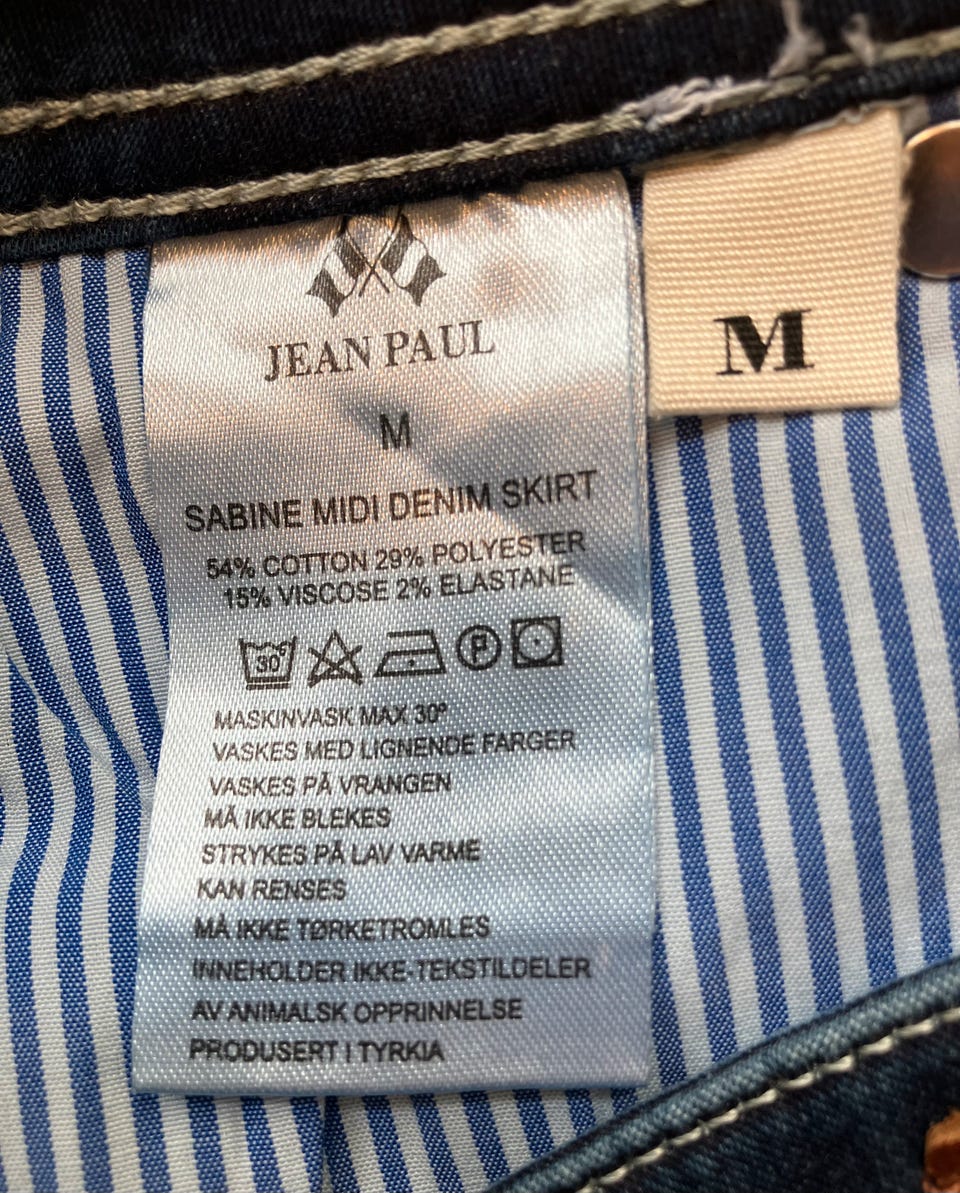 JEAN PAUL
M
M
SABINE MIDI DENIM SKIRT
54% COTTON 29% POLYESTER
15% VISCOSE 2% ELASTANE
30° P
MASKINVASK MAX 30°
VASKES MED LIGNENDE FARGER
VASKES PÅ VRANGEN
MÅ IKKE BLEKES
STRYKES PÅ LAV VARME
KAN RENSES
MÅ IKKE TØRKETROMLES
INNEHOLDER IKKE-TEKSTILDELER
AV ANIMALSK OPPRINNELSE
PRODUSERT I TYRKIA